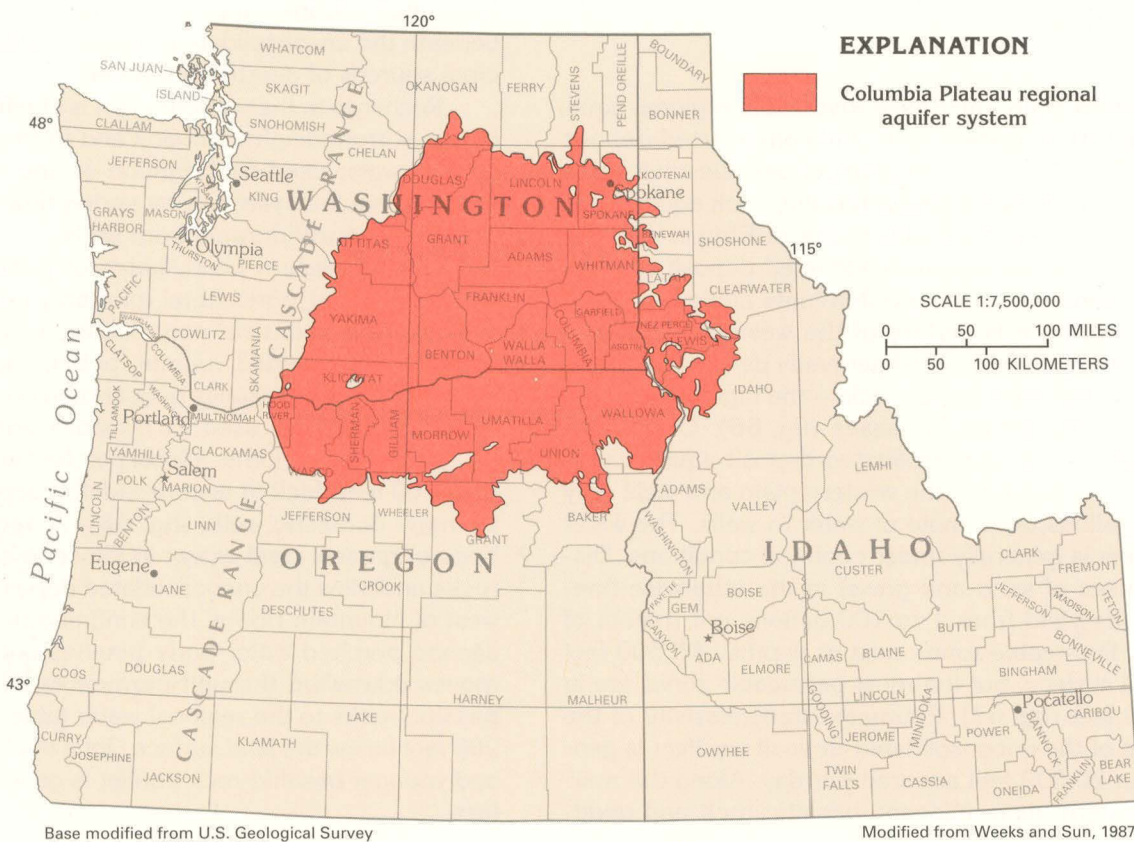 120°
EXPLANATION
Columbia Plateau regional
aquifer system
WHATCOM
SAN JUAN
ISLAND
SKAGIT
OKANOGAN
FERRY
STEVENS
PEND OREILLE
BOUNDARY
BONNER
48°
CLALLAM
SNOHOMISH
CHELAN
JEFFERSON
DOUGLAS
LINCOLN
KOOTENAI
Seattle
KING
KITSAP
Spokane
SPOKANE
WASHINGTON
GRAYS
HARBOR
MASON
BENEWAH
SHOSHONE
115°
Olympia
THURSTON
PIERCE
KITTITAS
GRANT
ADAMS
WHITMAN
LATAH
CLEARWATER
PACIFIC
LEWIS
FRANKLIN
GARFIELD
YAKIMA
COLUMBIA
NEZ PERCE
LEWIS
ASOTIN
WAHKIAKUM
COWLITZ
SKAMANIA
BENTON
WALLA
WALLA
IDAHO
CASCADE RANGE
SCALE 1:7,500,000
0 50 100 MILES
0 50 100 KILOMETERS
CLATSOP
COLUMBIA
CLARK
KLICKITAT
Pacific Ocean
TILLAMOOK
WASHINGTON
Portland
MULTNOMAH
HOOD
RIVER
SHERMAN
GILLIAM
MORROW
UMATILLA
WALLOWA
YAMHILL
CLACKAMAS
WASCO
UNION
LEMHI
Salem
POLK
MARION
LINCOLN
BENTON
LINN
JEFFERSON
WHEELER
GRANT
BAKER
ADAMS
VALLEY
WASHINGTON
OREGON
IDAHO
CUSTER
CLARK
FREMONT
Eugene
LANE
CROOK
DESCHUTES
PAYETTE
GEM
BOISE
JEFFERSON
MADISON
TETON
CANYON
Boise
ADA
ELMORE
CAMAS
BLAINE
BUTTE
BONNEVILLE
BINGHAM
CASCADE RANGE
43°
COOS
DOUGLAS
HARNEY
MALHEUR
GOODING
LINCOLN
MINIDOKA
Pocatello
LAKE
JEROME
POWER
BANNOCK
CARIBOU
CURRY
JOSEPHINE
JACKSON
KLAMATH
OWYHEE
TWIN
FALLS
CASSIA
ONEIDA
FRANKLIN
BEAR
LAKE
Base modified from U.S. Geological Survey
Modified from Weeks and Sun, 1987